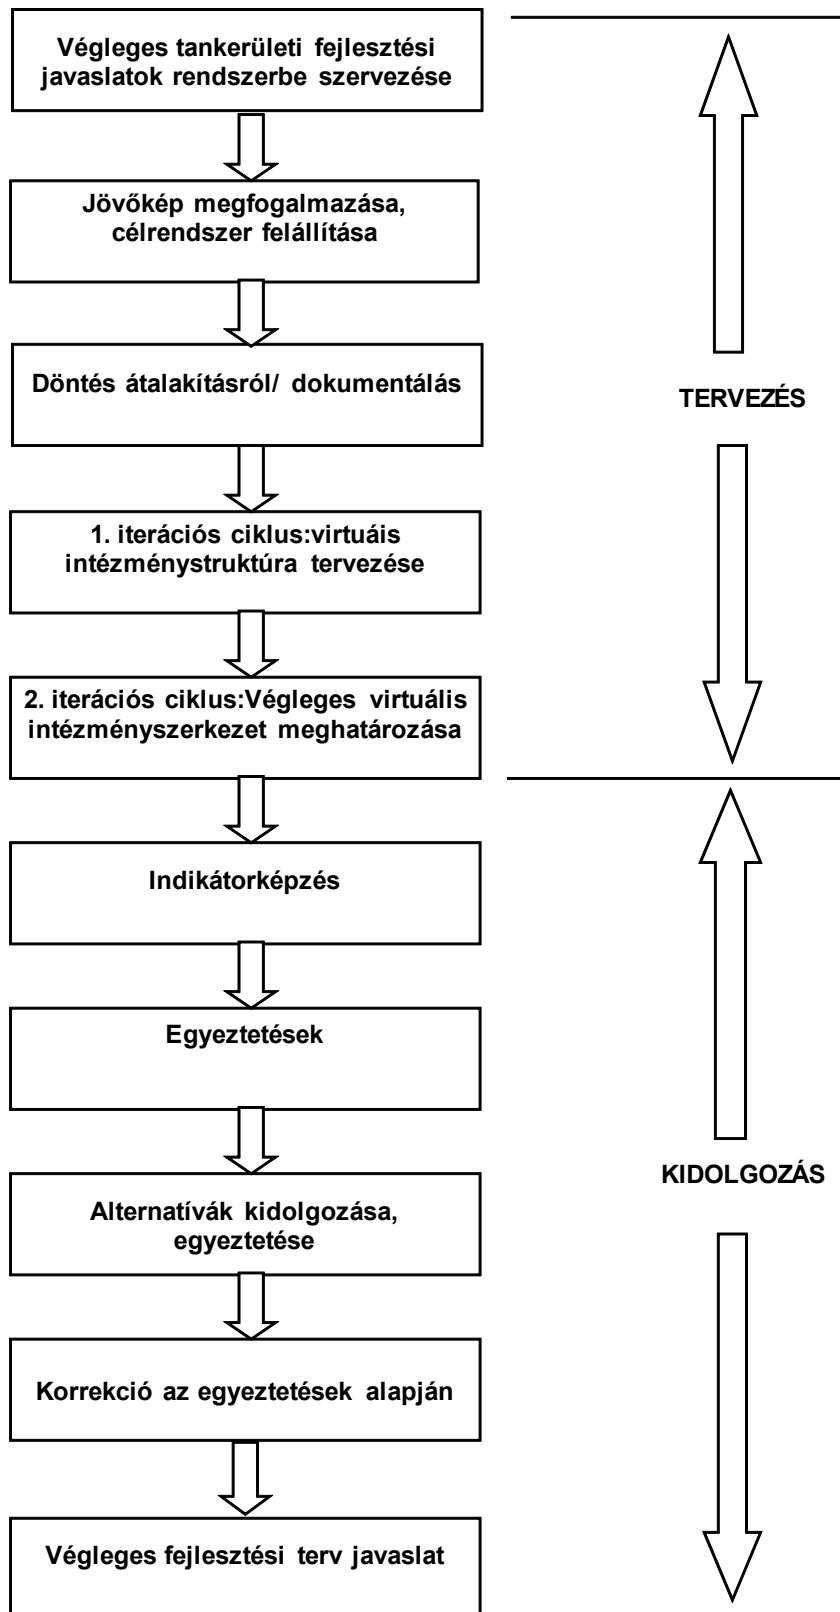 Végleges tankerületi fejlesztési
javaslatok rendszerbe szervezése
Jövőkép megfogalmazása,
célrendszer felállítása
Döntés átalakításról/ dokumentálás
TERVEZÉS
1. iterációs ciklus:virtuáis
intézménystruktúra tervezése
2. iterációs ciklus:Végleges virtuális
intézményszerkezet meghatározása
Indikátorképzés
Egyeztetések
KIDOLGOZÁS
Alternatívák kidolgozása,
egyeztetése
Korrekció az egyeztetések alapján
Végleges fejlesztési terv javaslat